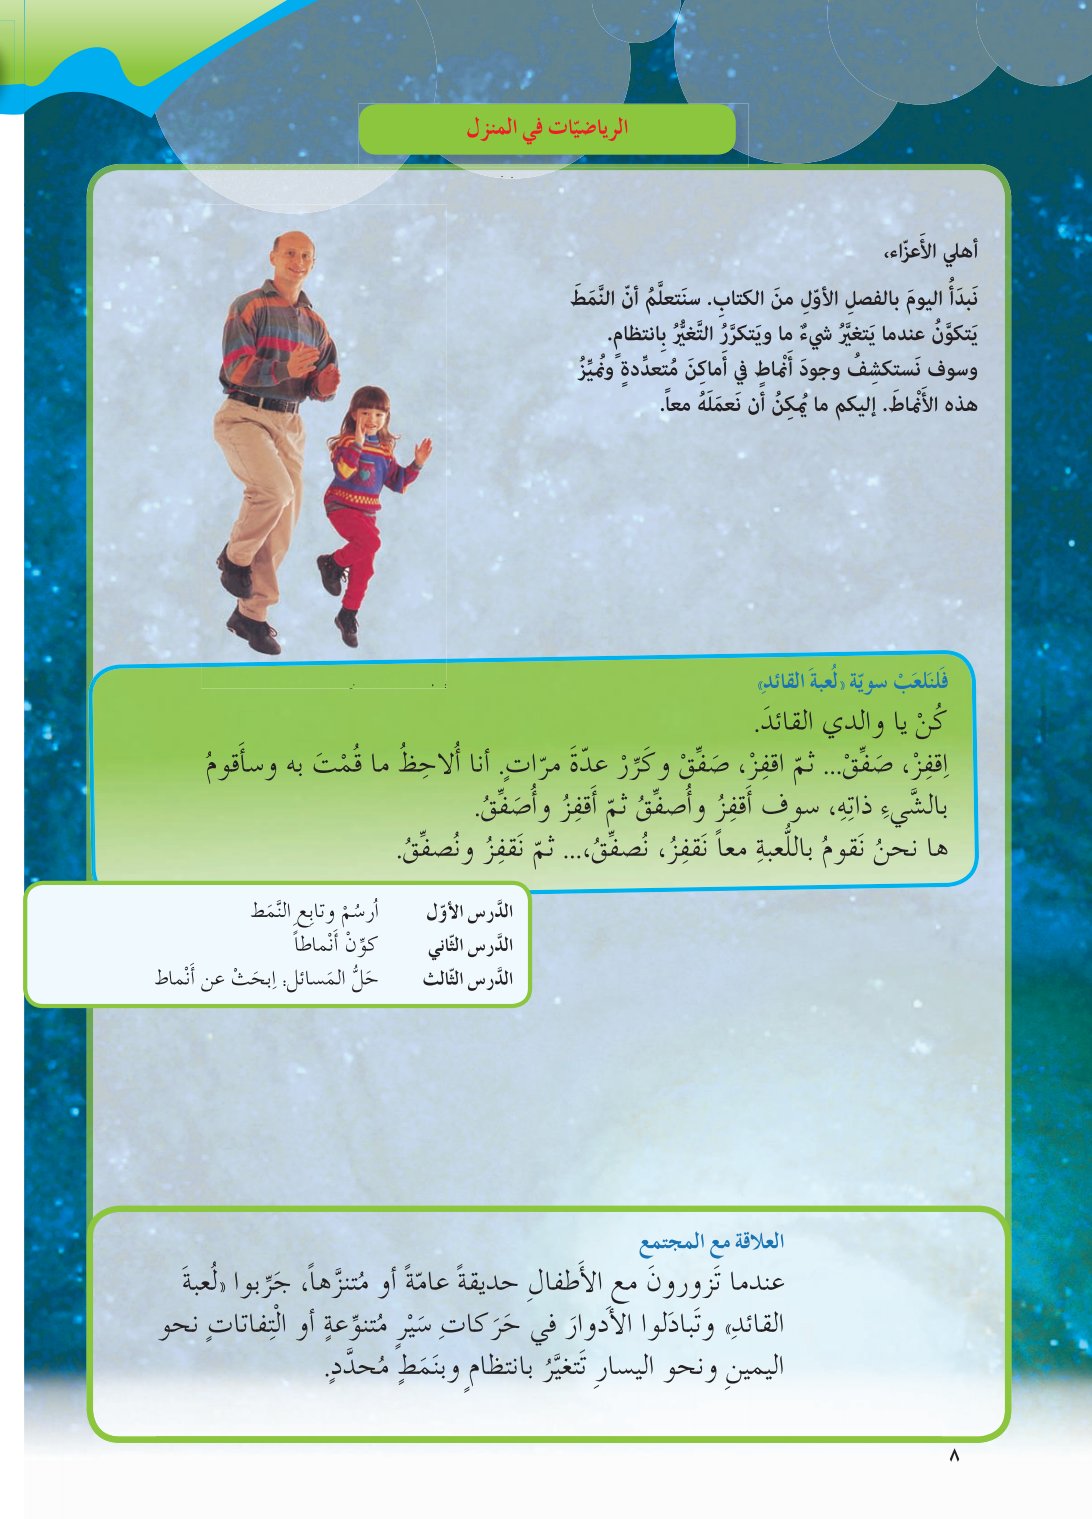 الرياضيّات في المنزل
أهلي الأَعزّاء،
نَبدَأُ اليومَ بالفصلِ الأوّلِ منَ الكتابِ. سنَتعلَّمُ أنّ النَّمَطَ
يَتكوَّنُ عندما يَتغيَّرُ شيءٌ ما ويَتكرَّرُ التَّغيُّرُ بِانتظامٍ.
وسوف نَستكشِفُ وجودَ أَنْماطٍ في أَماكِنَ مُتعدِّدةٍ ونُميِّزُ
هذه الأَنْماطَ. إليكم ما يُمكِنُ أن نَعمَلَهُ معاً.
فَلنَلعَبْ سويّة «لُعبةَ القائدِ»
كُنْ يا والدي القائدَ.
اِقفِزْ، صَفِّقْ... ثمّ اقفِزْ، صَفِّقْ وكَرِّرْ عدّةَ مرّاتٍ. أنا أُلاحِظُ ما قُمْتَ به وسأَقومُ
بالشَّيءِ ذاتِهِ، سوف أَقفِزُ وأُصفِّقُ ثمّ أَقفِزُ وأُصَفِّقُ.
ها نحنُ نَقومُ باللُّعبةِ معاً نَقفِزُ، نُصفِّقُ،... ثمّ نَقفِزُ ونُصفِّقُ.
الدَّرس الأوّل اُرسُمْ وتابِعِ النَّمَط
الدَّرس الثّاني كوِّنْ أَنْماطاً
الدَّرس الثّالث حَلُّ المَسائل: اِبحَثْ عن أَنْماط
العلاقة مع المجتمع
عندما تَزورونَ مع الأَطفالِ حديقةً عامّةً أو مُتنزَّهاً، جَرِّبوا «لُعبةَ
القائدِ» وتَبادَلوا الأَدوارَ في حَرَكاتِ سَيْرٍ مُتنوِّعةٍ أو الْتِفاتاتٍ نحو
اليمينِ ونحو اليسارِ تَتغيَّرُ بانتظامٍ وبنَمَطٍ مُحدَّدٍ.
٨